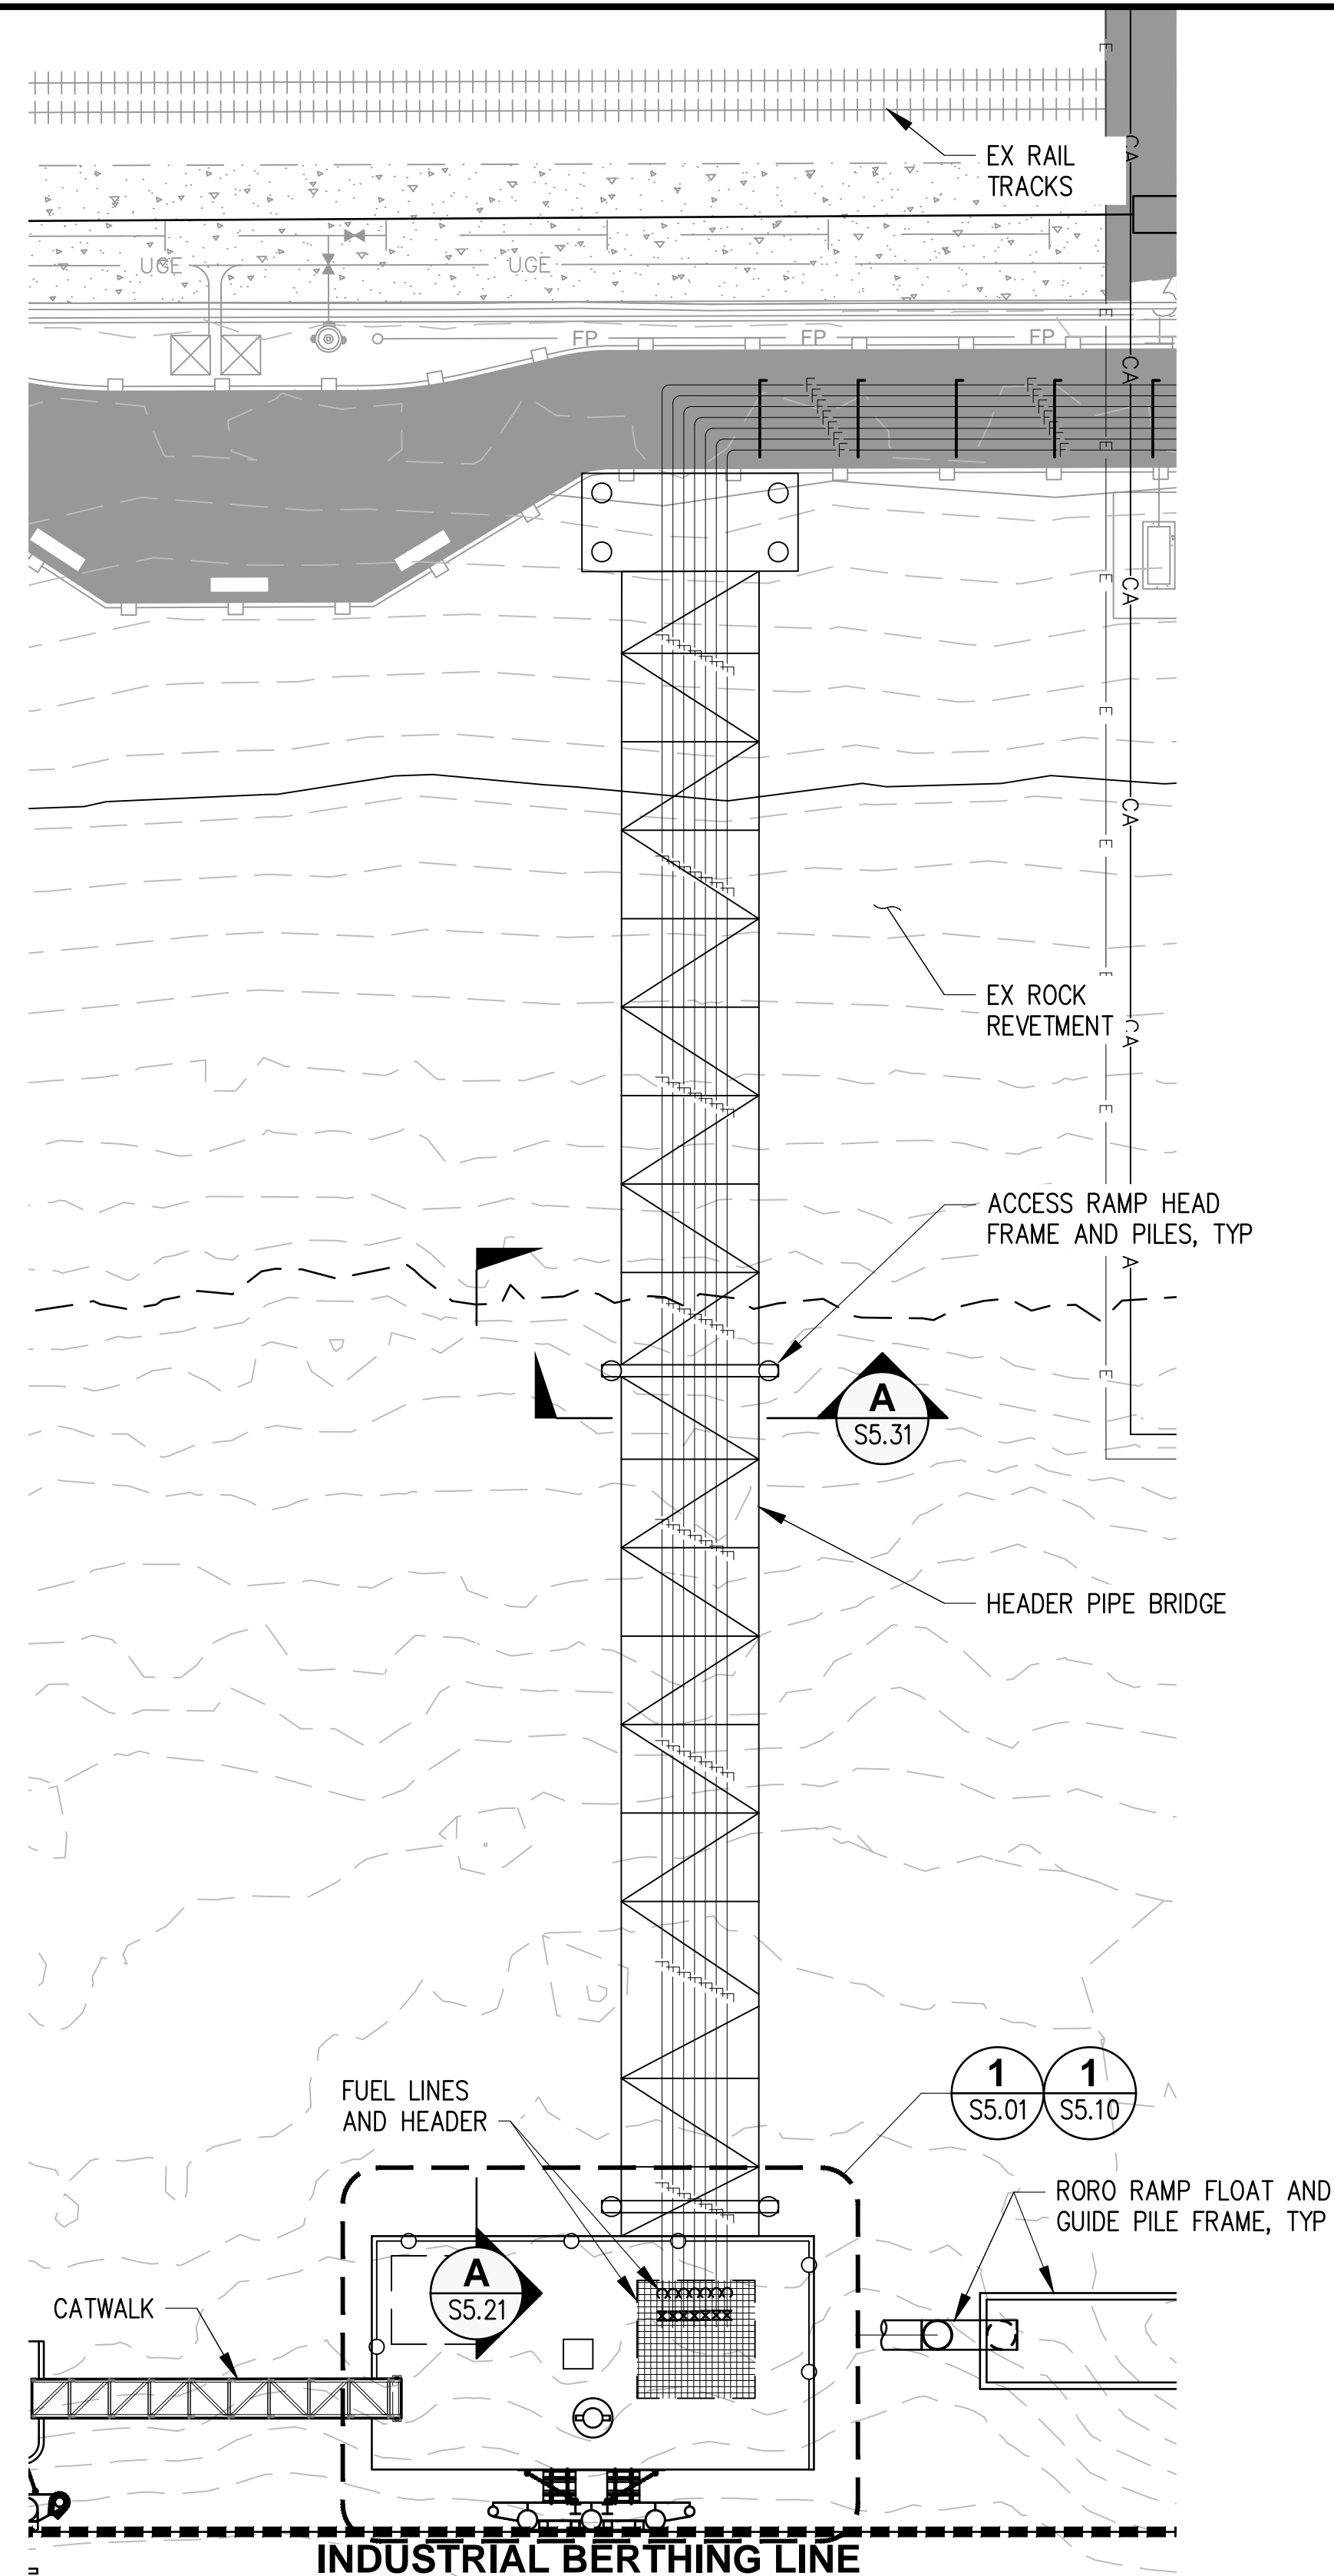 E
CA
EX RAIL
TRACKS
UGE
UGE
E
FP
FP
FP
CA
F
F
F
F
F
F
F
F
F
F
F
F
F
F
E
E
CA
E
CA
E
E
EX ROCK
REVETMENT
CA
E
ACCESS RAMP HEAD
FRAME AND PILES, TYP
A
E
A
S5.31
HEADER PIPE BRIDGE
FUEL LINES
AND HEADER
1
S5.01
1
S5.10
RORO RAMP FLOAT AND
GUIDE PILE FRAME, TYP
A
S5.21
CATWALK
INDUSTRIAL BERTHING LINE